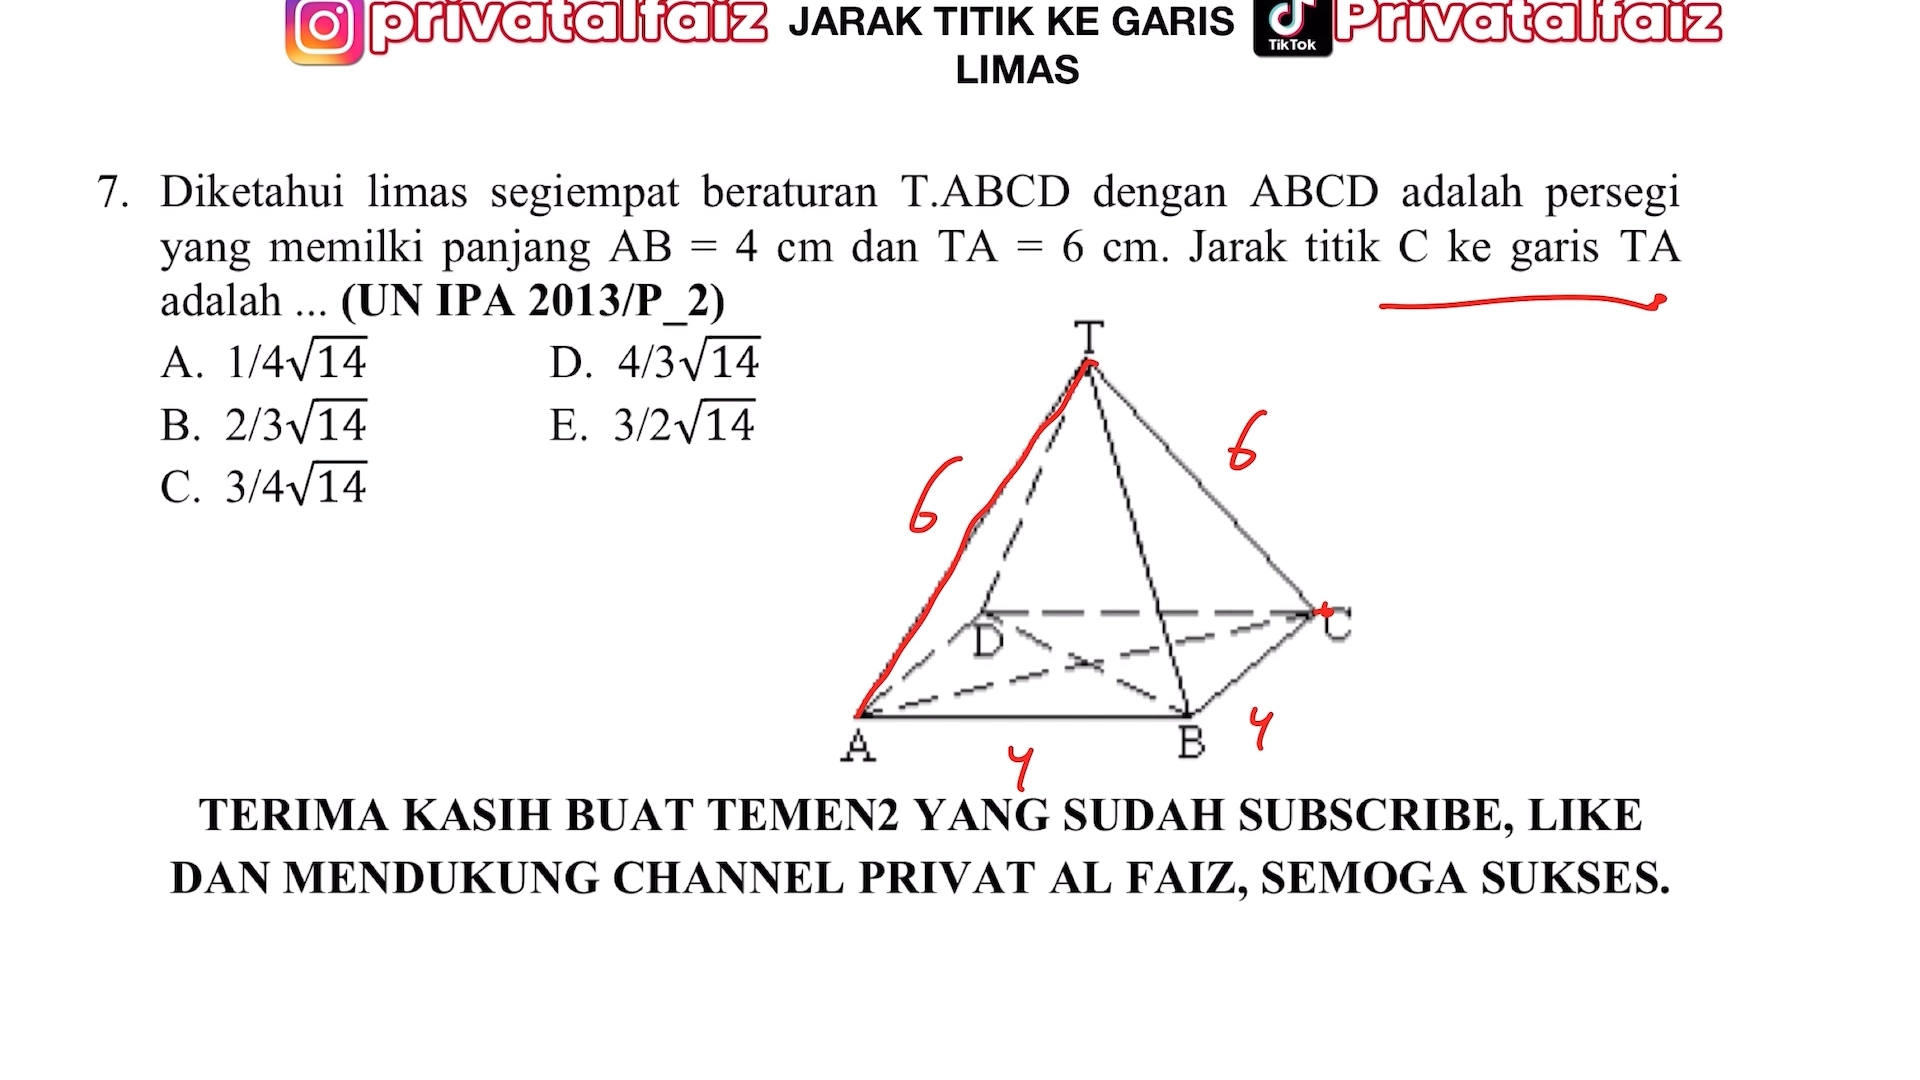 privatalfaiz JARAK TITIK KE GARIS TikTok Privatalfaiz
LIMAS
7. Diketahui limas segiempat beraturan T.ABCD dengan ABCD adalah persegi
yang memilki panjang AB = 4 cm dan TA = 6 cm. Jarak titik C ke garis TA
adalah ... (UN IPA 2013/P_2)
A. 1/4√14 D. 4/3√14
B. 2/3√14 E. 3/2√14
C. 3/4√14
T
6
6
D
C
A
B
4
4
TERIMA KASIH BUAT TEMEN2 YANG SUDAH SUBSCRIBE, LIKE
DAN MENDUKUNG CHANNEL PRIVAT AL FAIZ, SEMOGA SUKSES.